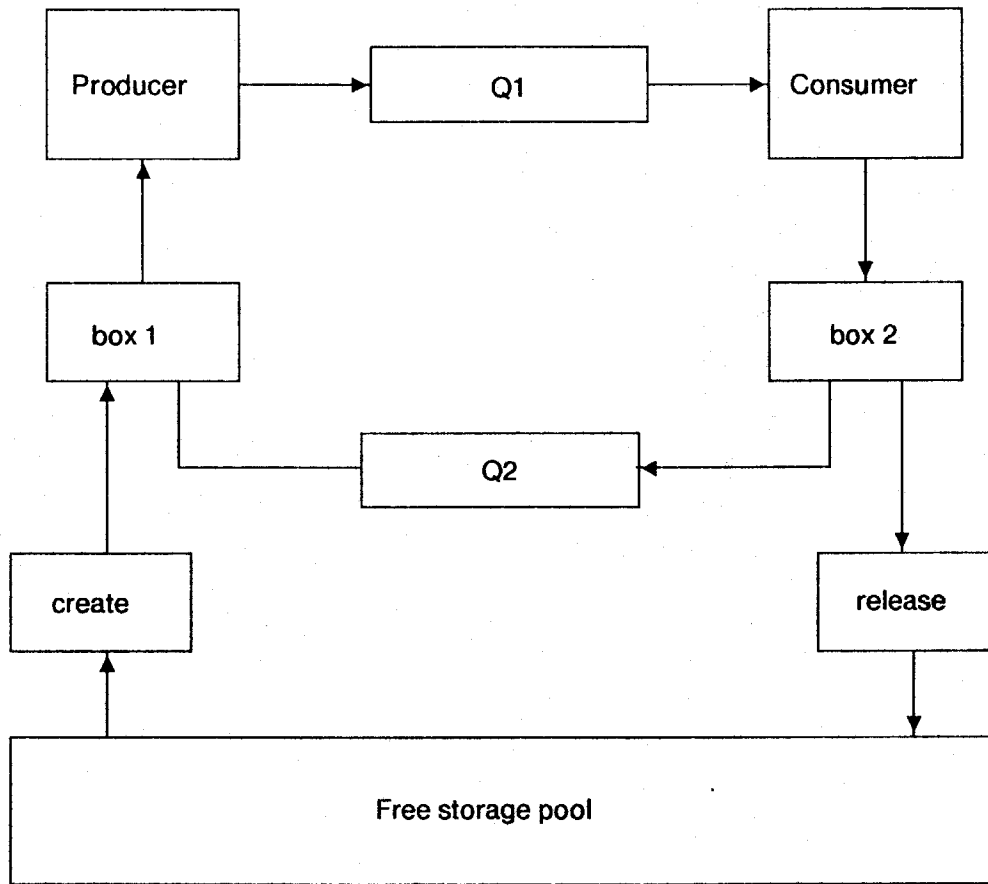 Producer
Q1
Consumer
box 1
box 2
Q2
create
release
Free storage pool